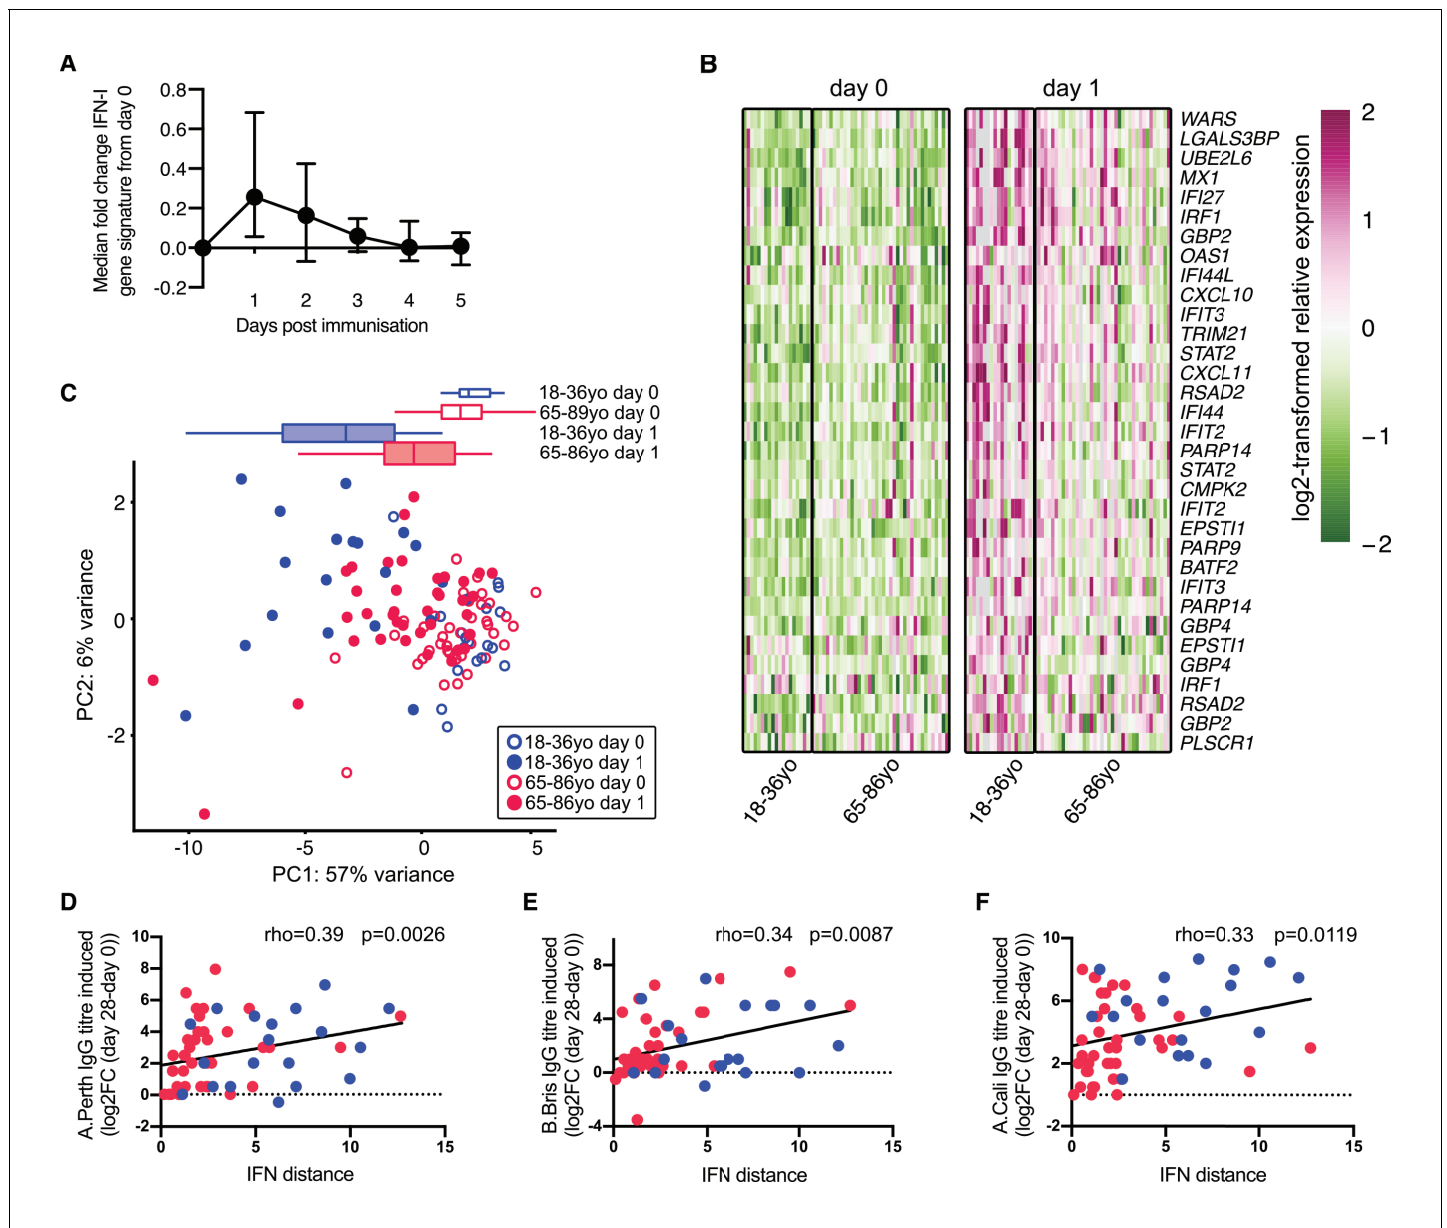 A
Median fold change IFN-I
gene signature from day 0
0.8
0.6
0.4
0.2
0.0
-0.2
1 2 3 4 5
Days post immunisation
B
day 0 day 1
WARS
LGALS3BP
UBE2L6
MX1
IFI27
IRF1
GBP2
OAS1
IFI44L
CXCL10
IFIT3
TRIM21
STAT2
CXCL11
RSAD2
IFI44
IFIT2
PARP14
STAT2
CMPK2
IFIT2
EPSTI1
PARP9
BATF2
IFIT3
PARP14
GBP4
EPSTI1
GBP4
IRF1
RSAD2
GBP2
PLSCR1
18-36yo 65-86yo 18-36yo 65-86yo
log2-transformed relative expression
2
1
0
−1
−2
C
18-36yo day 0
65-89yo day 0
18-36yo day 1
65-86yo day 1
PC2: 6% variance
2
0
-2
18-36yo day 0
18-36yo day 1
65-86yo day 0
65-86yo day 1
-10 -5 0 5
PC1: 57% variance
D
rho=0.39 p=0.0026
A.Perth IgG titre induced
(log2FC (day 28-day 0))
10
8
6
4
2
0
-2
0 5 10 15
IFN distance
E
rho=0.34 p=0.0087
B.Bris IgG titre induced
(log2FC (day 28-day 0))
8
4
0
-4
0 5 10 15
IFN distance
F
rho=0.33 p=0.0119
A.Cali IgG titre induced
(log2FC (day 28-day 0))
10
6
2
-2
0 5 10 15
IFN distance